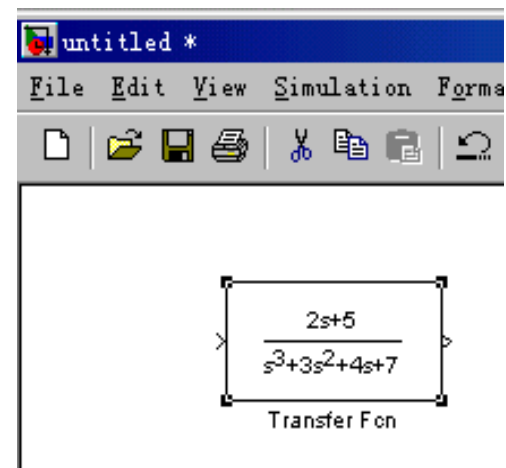 untitled *
File Edit View Simulation Forma
2s+5
s³+3s²+4s+7
Transfer Fcn